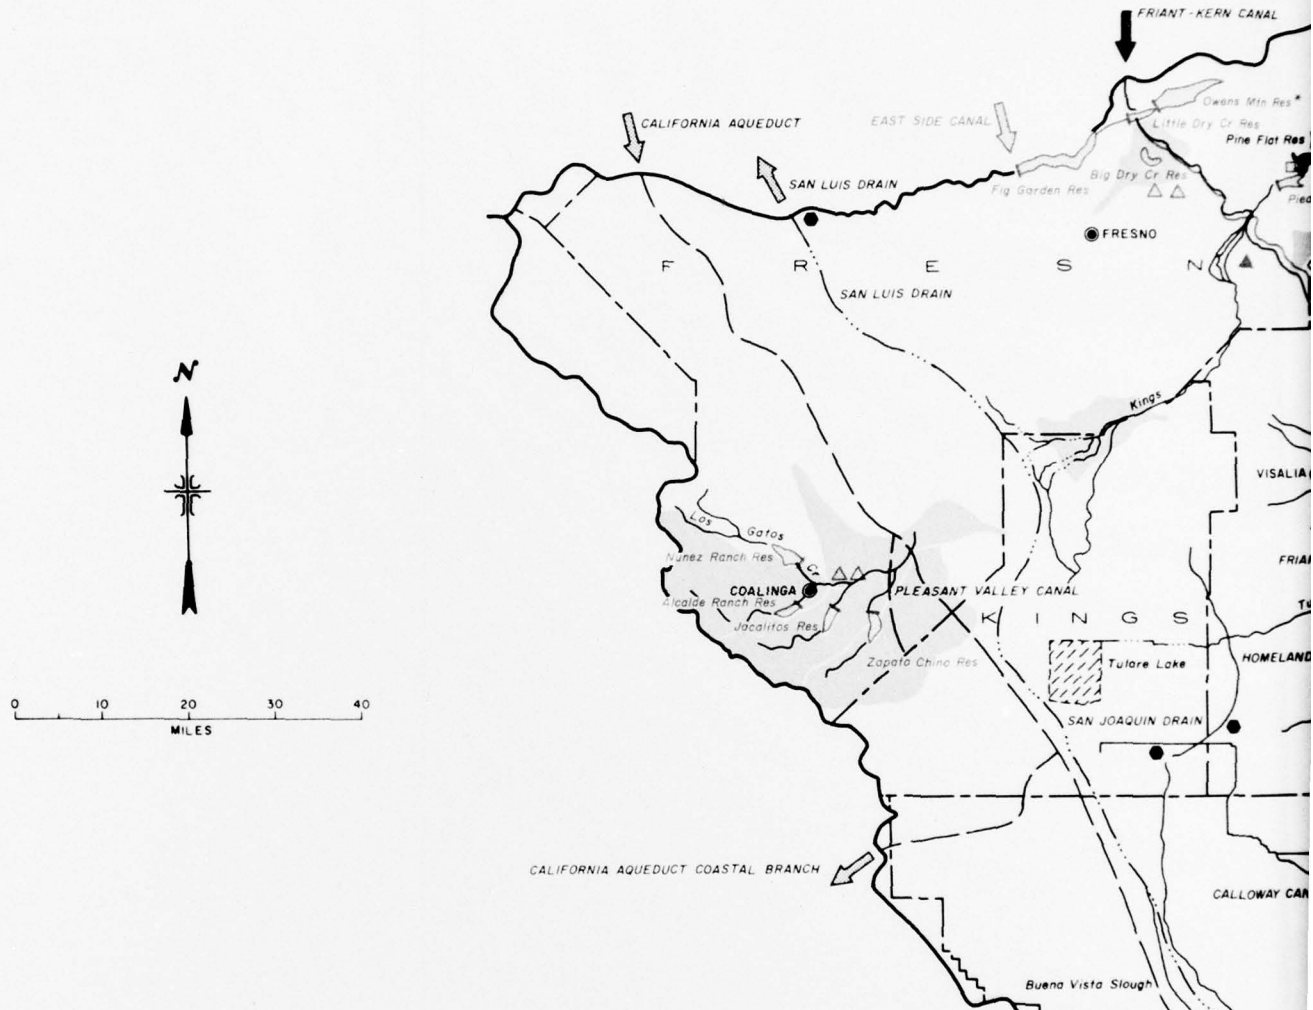 FRIANT-KERN CANAL
Owens Mtn Res*
CALIFORNIA AQUEDUCT
EAST SIDE CANAL
Little Dry Cr Res
Pine Flat Res
SAN LUIS DRAIN
Big Dry Cr Res
Fig Garden Res
FRESNO
F R E S N
SAN LUIS DRAIN
N
Kings
VISALIA
Los Gatos Cr
Nunez Ranch Res
COALINGA
PLEASANT VALLEY CANAL
Alcalde Ranch Res
KINGS
Jacalitos Res
HOMELAND
Zapato Chino Res
Tulare Lake
0 10 20 30 40
MILES
SAN JOAQUIN DRAIN
CALIFORNIA AQUEDUCT COASTAL BRANCH
CALLOWAY
Buena Vista Slough